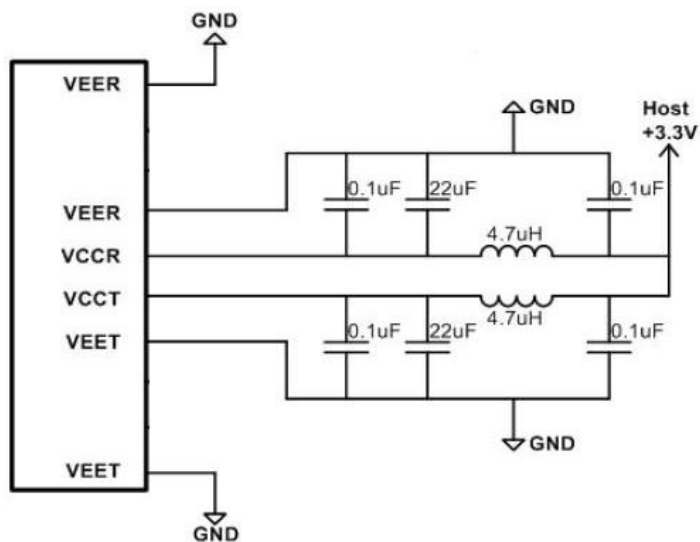 GND
VEER
GND
Host
+3.3V
0.1uF 22uF 0.1uF
VEER
4.7uH
VCCR
VCCT
4.7uH
0.1uF 22uF 0.1uF
VEET
GND
VEET
GND